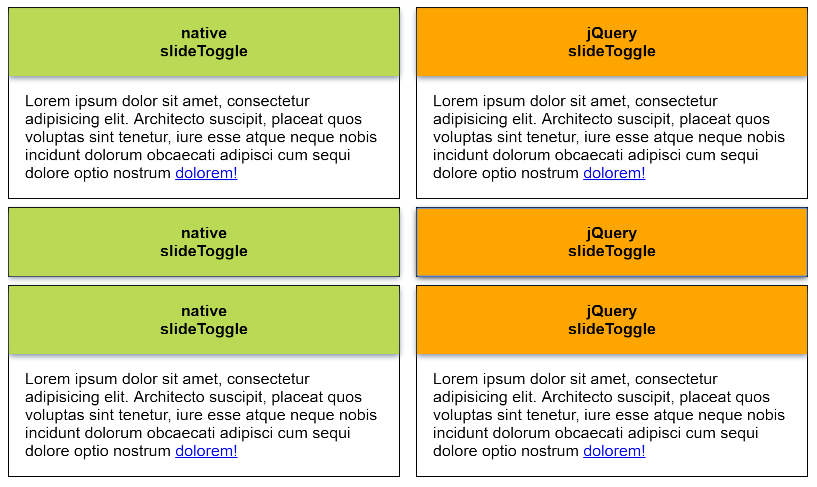 native
slideToggle
Lorem ipsum dolor sit amet, consectetur
adipisicing elit. Architecto suscipit, placeat quos
voluptas sint tenetur, iure esse atque neque nobis
incidunt dolorum obcaecati adipisci cum sequi
dolore optio nostrum dolorem!
jQuery
slideToggle
Lorem ipsum dolor sit amet, consectetur
adipisicing elit. Architecto suscipit, placeat quos
voluptas sint tenetur, iure esse atque neque nobis
incidunt dolorum obcaecati adipisci cum sequi
dolore optio nostrum dolorem!
native
slideToggle
jQuery
slideToggle
native
slideToggle
Lorem ipsum dolor sit amet, consectetur
adipisicing elit. Architecto suscipit, placeat quos
voluptas sint tenetur, iure esse atque neque nobis
incidunt dolorum obcaecati adipisci cum sequi
dolore optio nostrum dolorem!
jQuery
slideToggle
Lorem ipsum dolor sit amet, consectetur
adipisicing elit. Architecto suscipit, placeat quos
voluptas sint tenetur, iure esse atque neque nobis
incidunt dolorum obcaecati adipisci cum sequi
dolore optio nostrum dolorem!